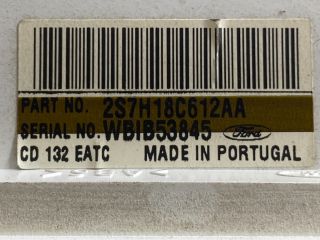 PART NO. 2S7H18C612AA
SERIAL NO. WBIB53845 Ford
CD 132 EATC MADE IN PORTUGAL